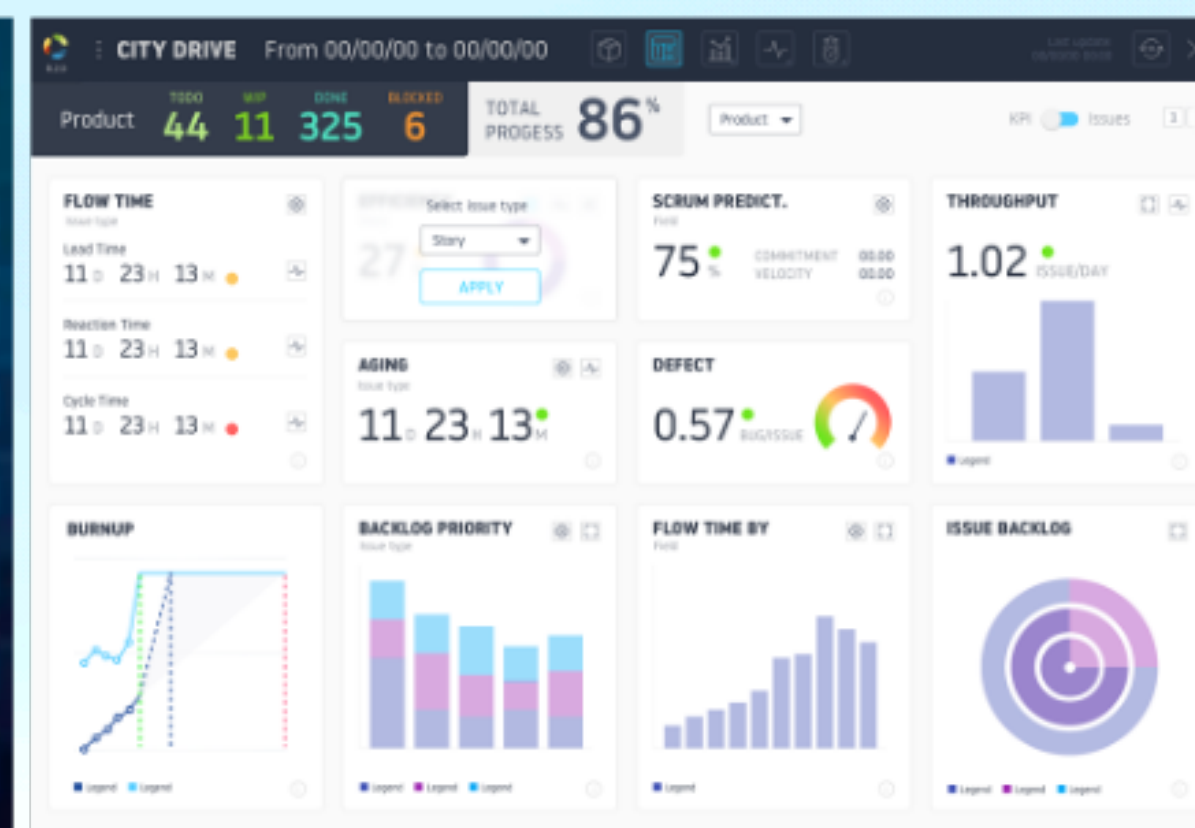 CITY DRIVE From 00/00/00 to 00/00/00
Product
TODO
44
WIP
11
DONE
325
BLOCKED
6
TOTAL
PROGESS
86%
Product
KPI Issues
FLOW TIME
Issue type
Lead Time
11 D 23 H 13 M
Reaction Time
11 D 23 H 13 M
Cycle Time
11 D 23 H 13 M
Select issue type
Story
APPLY
27
SCRUM PREDICT.
Field
75 %
COMMITMENT 00.00
VELOCITY 00.00
THROUGHPUT
1.02 ISSUE/DAY
Legend
AGING
Issue type
11 D 23 H 13 M
DEFECT
0.57 BUG/ISSUE
BURNUP
Legend Legend
BACKLOG PRIORITY
Issue type
Legend Legend Legend
FLOW TIME BY
Field
Legend
ISSUE BACKLOG
Legend Legend Legend